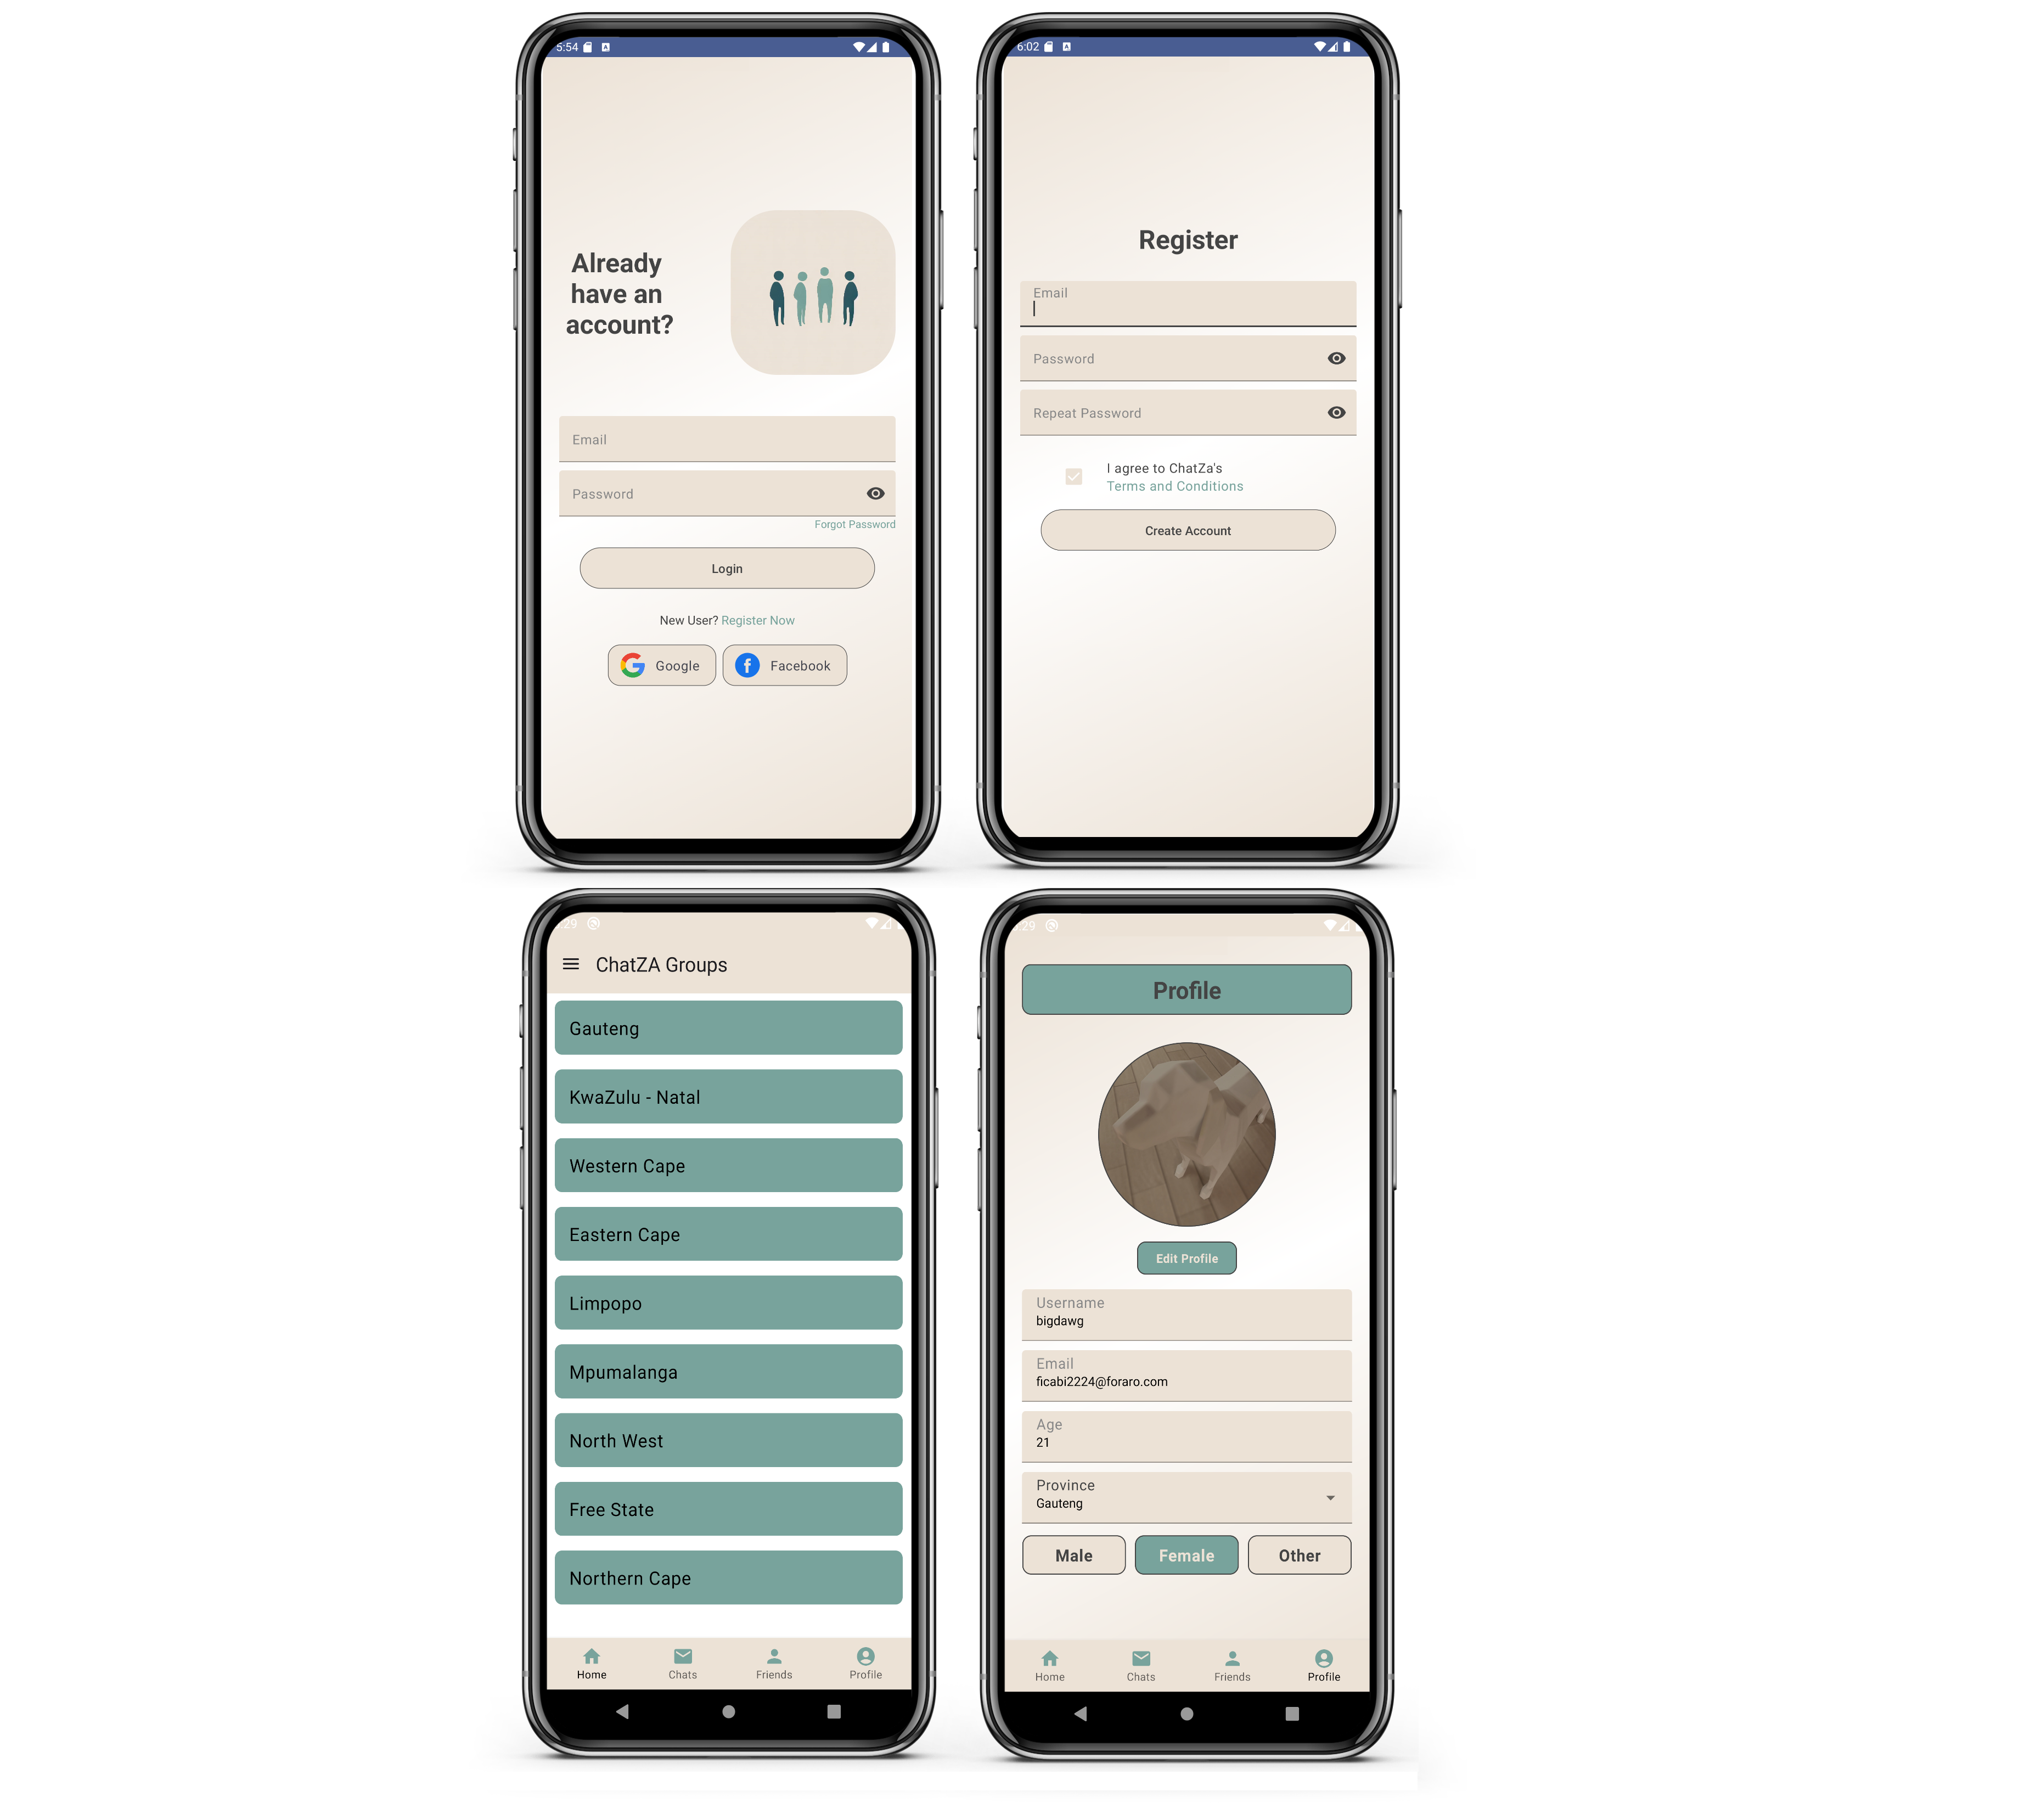 5:54
Already
have an
account?
Email
Password
Forgot Password
Login
New User? Register Now
Google
Facebook
6:02
Register
Email
Password
Repeat Password
I agree to ChatZa's
Terms and Conditions
Create Account
:29
ChatZA Groups
Gauteng
KwaZulu - Natal
Western Cape
Eastern Cape
Limpopo
Mpumalanga
North West
Free State
Northern Cape
Home
Chats
Friends
Profile
:29
Profile
Edit Profile
Username
bigdawg
Email
ficabi2224@foraro.com
Age
21
Province
Gauteng
Male
Female
Other
Home
Chats
Friends
Profile